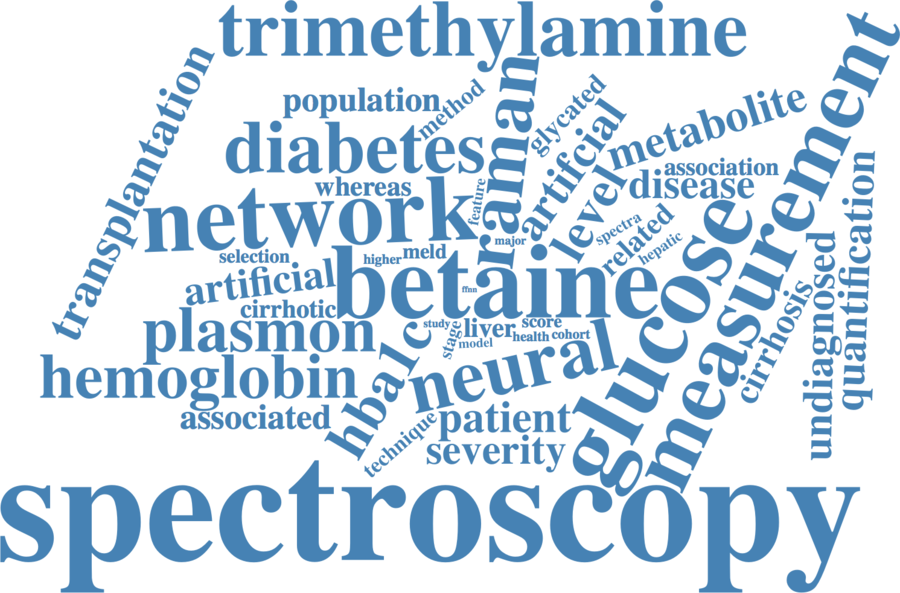 trimethylamine
transplantation
population
method
raman
glycated
measurement
diabetes
artifcial
metabolite
whereas
feature
level
association
disease
network
major
spectra
related
hepatic
quantification
selection
higher
meld
artificial
betaine
ffnn
glucose
undiagnosed
cirrhotic
plasmon
hba1c
study
stage
liver
score
model
health
cohort
cirrhosis
hemoglobin
neural
associated
technique
patient
severity
spectroscopy